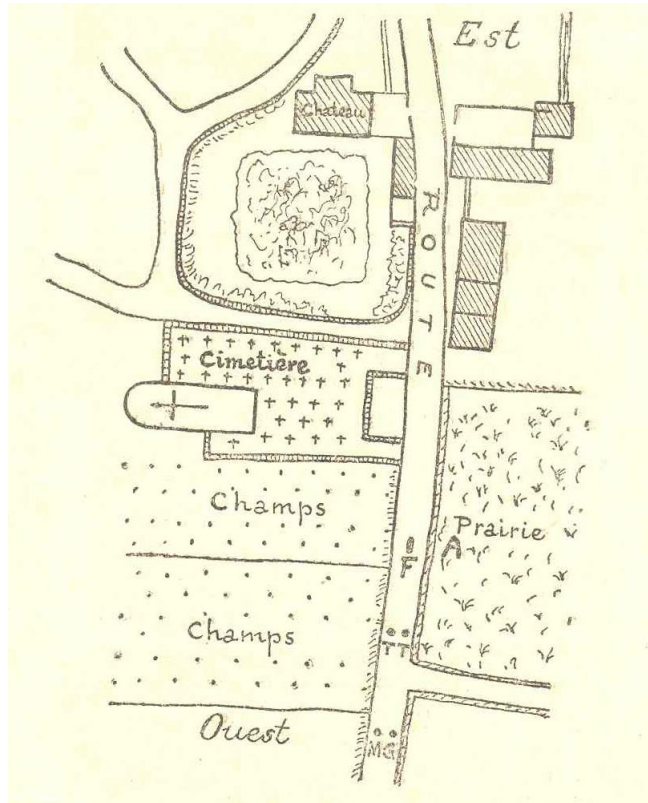 Est
Chateau
ROUTE
Cimetière
Champs
Prairie
A
F
Champs
TT
Ouest
MG